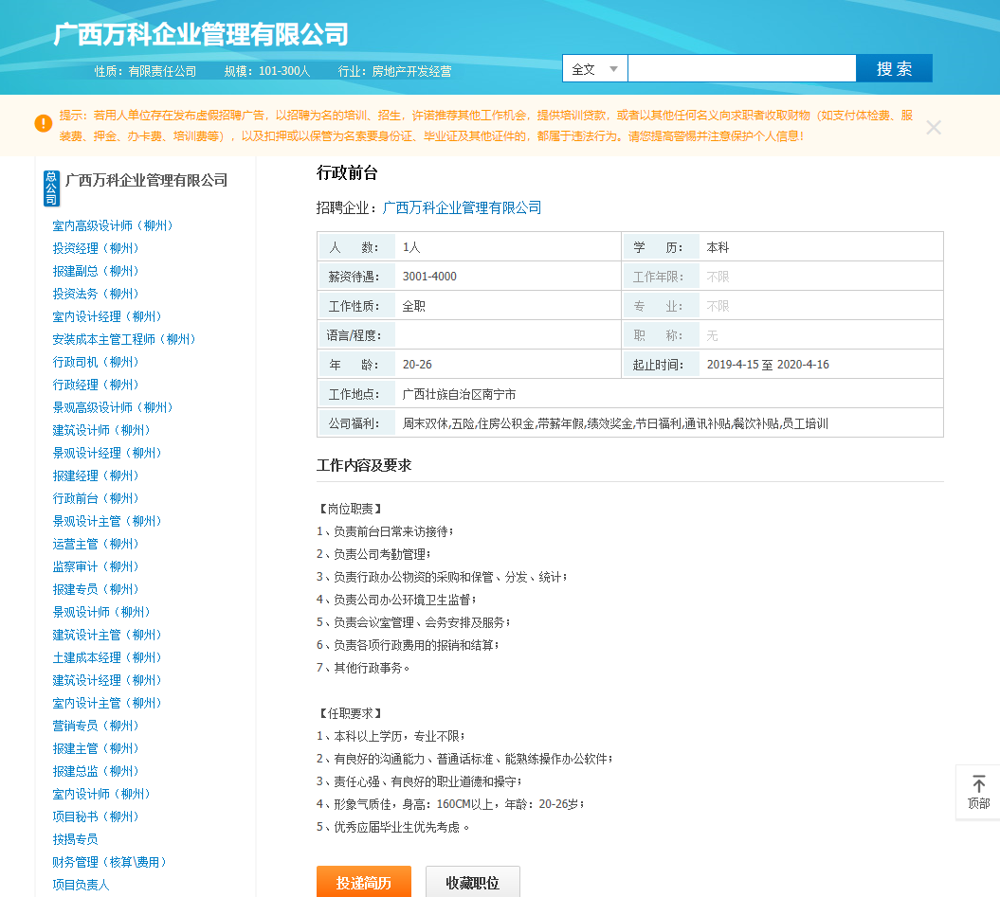 广西万科企业管理有限公司
性质：有限责任公司 规模：101-300人 行业：房地产开发经营
全文 搜 索
提示：若用人单位存在发布虚假招聘广告，以招聘为名的培训、招生，许诺推荐其他工作机会，提供培训贷款，或者以其他任何名义向求职者收取财物（如支付体检费、服
装费、押金、办卡费、培训费等），以及扣押或以保管为名索要身份证、毕业证及其他证件的，都属于违法行为。请您提高警惕并注意保护个人信息！
总公司 广西万科企业管理有限公司
室内高级设计师（柳州）
投资经理（柳州）
报建副总（柳州）
投资法务（柳州）
室内设计经理（柳州）
安装成本主管工程师（柳州）
行政司机（柳州）
行政经理（柳州）
景观高级设计师（柳州）
建筑设计师（柳州）
景观设计经理（柳州）
报建经理（柳州）
行政前台（柳州）
景观设计主管（柳州）
运营主管（柳州）
监察审计（柳州）
报建专员（柳州）
景观设计师（柳州）
建筑设计主管（柳州）
土建成本经理（柳州）
建筑设计经理（柳州）
室内设计主管（柳州）
营销专员（柳州）
报建主管（柳州）
报建总监（柳州）
室内设计师（柳州）
项目秘书（柳州）
按揭专员
财务管理（核算\费用）
项目负责人
行政前台
招聘企业：广西万科企业管理有限公司
人 数： 1人 学 历： 本科
薪资待遇： 3001-4000 工作年限： 不限
工作性质： 全职 专 业： 不限
语言/程度： 职 称： 无
年 龄： 20-26 起止时间： 2019-4-15 至 2020-4-16
工作地点： 广西壮族自治区南宁市
公司福利： 周末双休,五险,住房公积金,带薪年假,绩效奖金,节日福利,通讯补贴,餐饮补贴,员工培训
工作内容及要求
【岗位职责】
1、负责前台日常来访接待；
2、负责公司考勤管理；
3、负责行政办公物资的采购和保管、分发、统计；
4、负责公司办公环境卫生监督；
5、负责会议室管理、会务安排及服务；
6、负责各项行政费用的报销和结算；
7、其他行政事务。
【任职要求】
1、本科以上学历，专业不限；
2、有良好的沟通能力、普通话标准、能熟练操作办公软件；
3、责任心强、有良好的职业道德和操守；
4、形象气质佳，身高：160CM以上，年龄：20-26岁；
5、优秀应届毕业生优先考虑。
投递简历 收藏职位
顶部